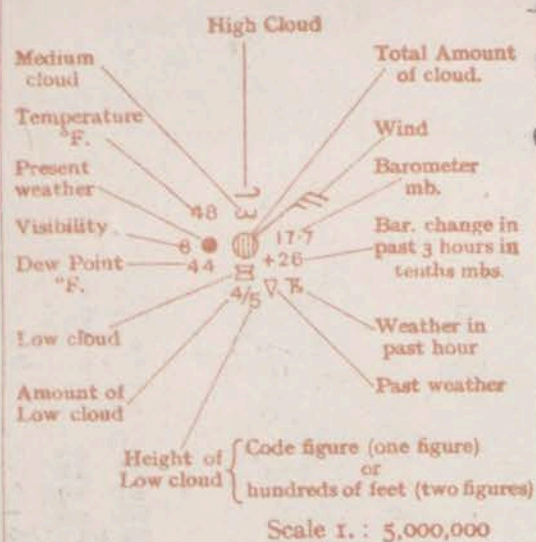 High Cloud
Medium
cloud
Total Amount
of cloud.
Temperature
°F.
Wind
Present
weather
Barometer
mb.
48
Visibility
6
17.7
Bar. change in
past 3 hours in
tenths mbs.
Dew Point
°F.
44
+26
4/5
Low cloud
Weather in
past hour
Amount of
Low cloud
Past weather
Height of
Low cloud
Code figure (one figure)
or
hundreds of feet (two figures)
Scale 1. : 5,000,000